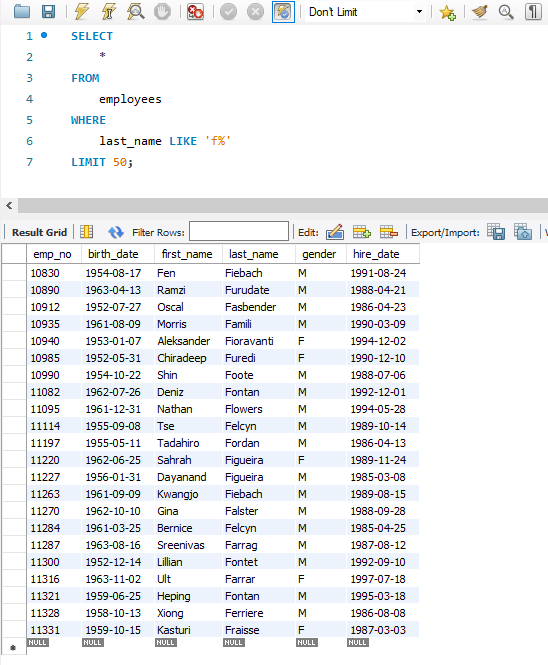 Don't Limit
1 SELECT
2 *
3 FROM
4 employees
5 WHERE
6 last_name LIKE 'f%'
7 LIMIT 50;
Result Grid Filter Rows: Edit: Export/Import:
emp_no birth_date first_name last_name gender hire_date
10830 1954-08-17 Fen Fiebach M 1991-08-24
10890 1963-04-13 Ramzi Furudate M 1988-04-21
10912 1952-07-27 Oscal Fasbender M 1986-04-23
10935 1961-08-09 Morris Famili M 1990-03-09
10940 1953-01-07 Aleksander Fioravanti F 1994-12-02
10985 1952-05-31 Chiradeep Furedi F 1990-12-10
10990 1954-10-22 Shin Foote M 1988-07-06
11082 1962-07-26 Deniz Fontan M 1992-12-01
11095 1961-12-31 Nathan Flowers M 1994-05-28
11114 1955-09-08 Tse Felcyn M 1989-10-14
11197 1955-05-11 Tadahiro Fordan M 1986-04-13
11220 1962-06-25 Sahrah Figueira F 1989-11-24
11227 1956-01-31 Dayanand Figueira M 1985-03-08
11263 1961-09-09 Kwangjo Fiebach M 1989-08-15
11270 1962-10-10 Gina Falster M 1988-09-28
11284 1961-03-25 Bernice Felcyn M 1985-04-25
11287 1963-08-16 Sreenivas Farrag M 1987-08-12
11300 1952-12-14 Lillian Fontet M 1992-09-10
11316 1963-11-02 Ult Farrar F 1997-07-18
11321 1959-06-25 Heping Fontan M 1995-03-18
11328 1958-10-13 Xiong Ferriere M 1986-08-08
11331 1959-10-15 Kasturi Fraisse F 1987-03-03
NULL NULL NULL NULL NULL NULL